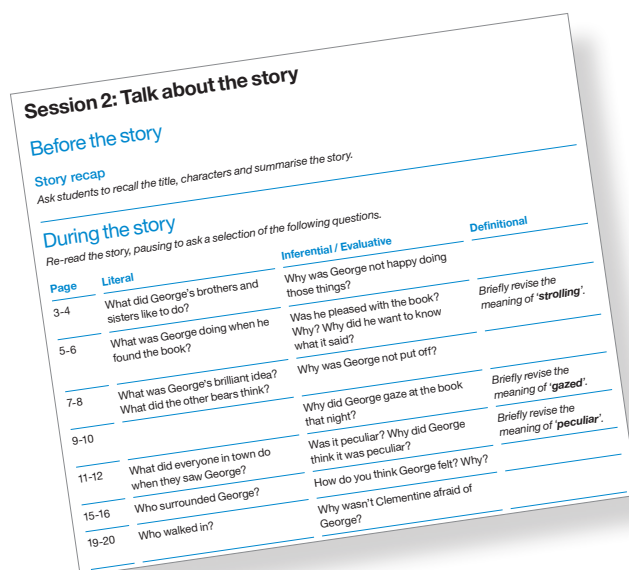 Session 2: Talk about the story
Before the story
Story recap
Ask students to recall the title, characters and summarise the story.
During the story
Re-read the story, pausing to ask a selection of the following questions.
Page Literal Inferential / Evaluative Definitional
3-4
What did George's brothers and
sisters like to do?
Why was George not happy doing
those things?
5-6
What was George doing when he
found the book?
Was he pleased with the book?
Why? Why did he want to know
what it said?
Briefly revise the
meaning of 'strolling'.
7-8
What was George's brilliant idea?
What did the other bears think?
Why was George not put off?
9-10
Why did George gaze at the book
that night?
Briefly revise the
meaning of 'gazed'.
11-12
What did everyone in town do
when they saw George?
Was it peculiar? Why did George
think it was peculiar?
Briefly revise the
meaning of 'peculiar'.
15-16
Who surrounded George?
How do you think George felt? Why?
19-20
Who walked in?
Why wasn't Clementine afraid of
George?